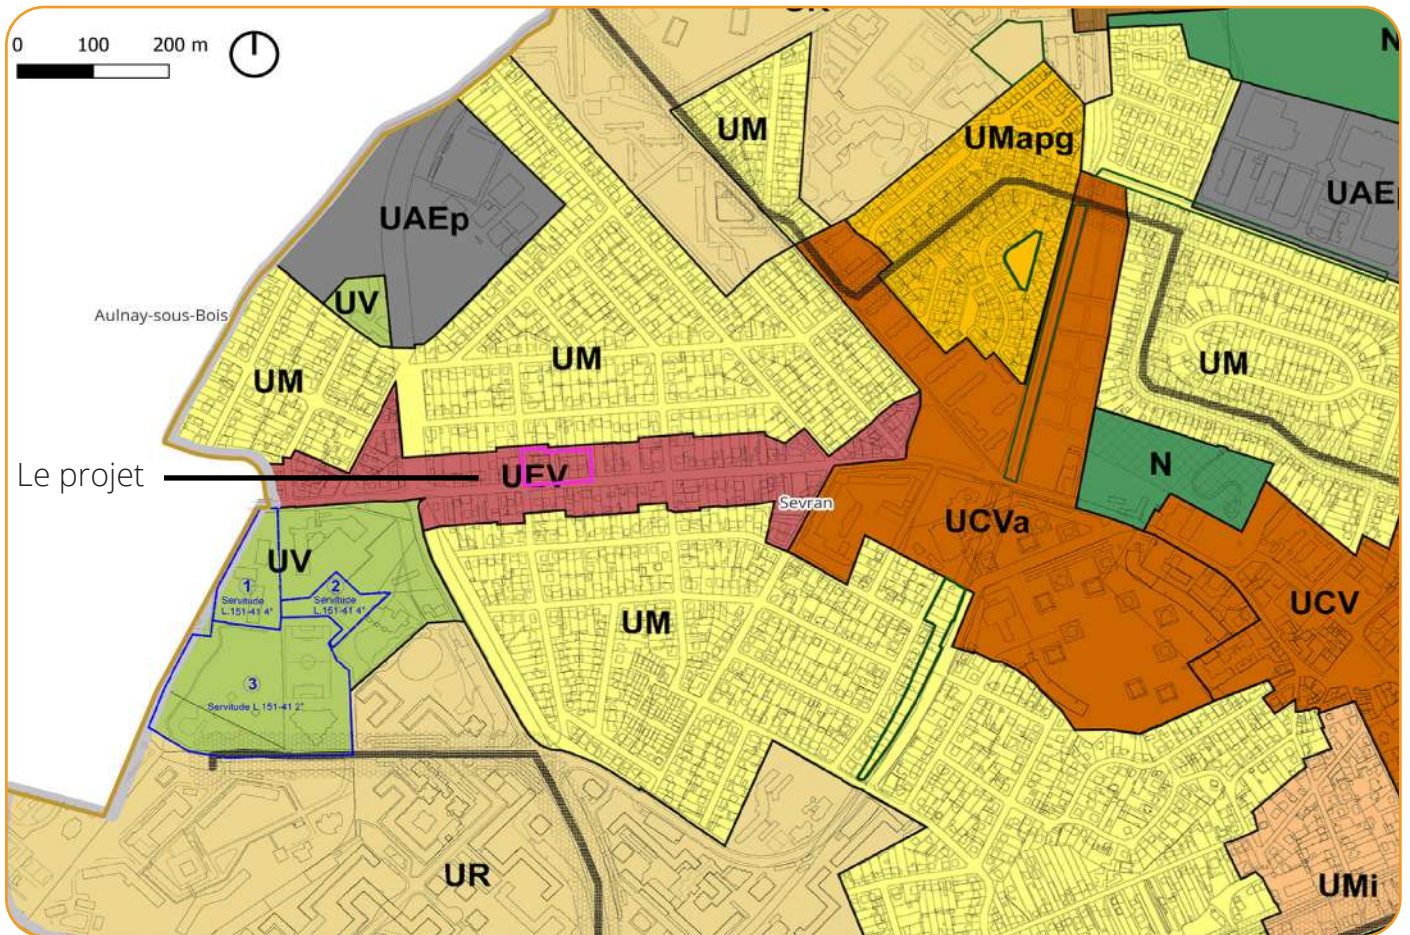 0 100 200 m
UR
N
UM
UMapg
UAEp
UAEp
UV
Aulnay-sous-Bois
UM
UM
UM
Le projet
UEV
N
Sevran
UCVa
UV
1
Servitude
L.151-41 4°
2
Servitude
L.151-41 4°
UCV
UM
3
Servitude L 151-41 2°
UR
UMi